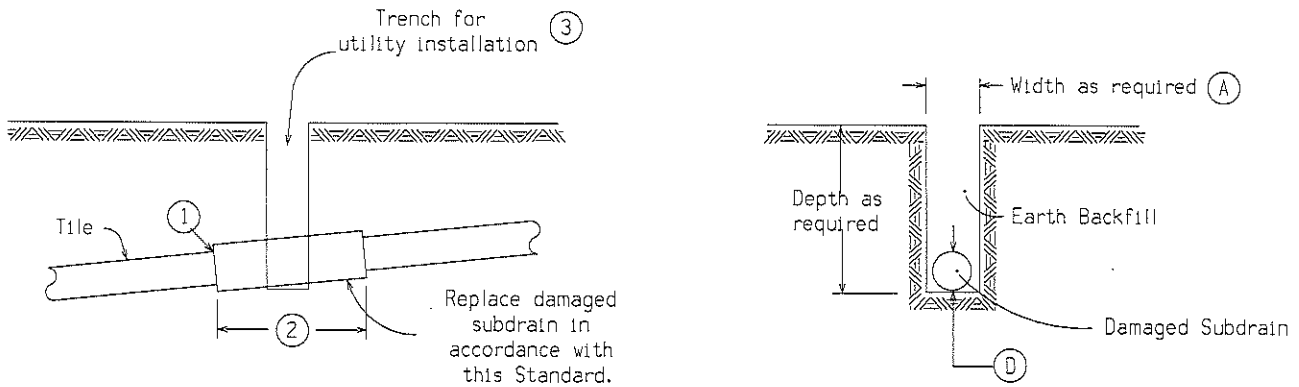 Trench for
utility installation
3
Tile
1
2
Replace damaged
subdrain in
accordance with
this Standard.
Width as required
A
Depth as
required
Earth Backfill
Damaged Subdrain
D